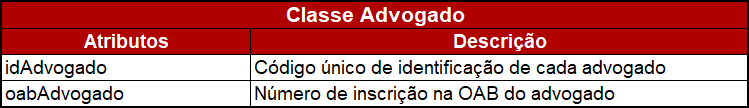 Classe Advogado
Atributos Descrição
idAdvogado Código único de identificação de cada advogado
oabAdvogado Número de inscrição na OAB do advogado